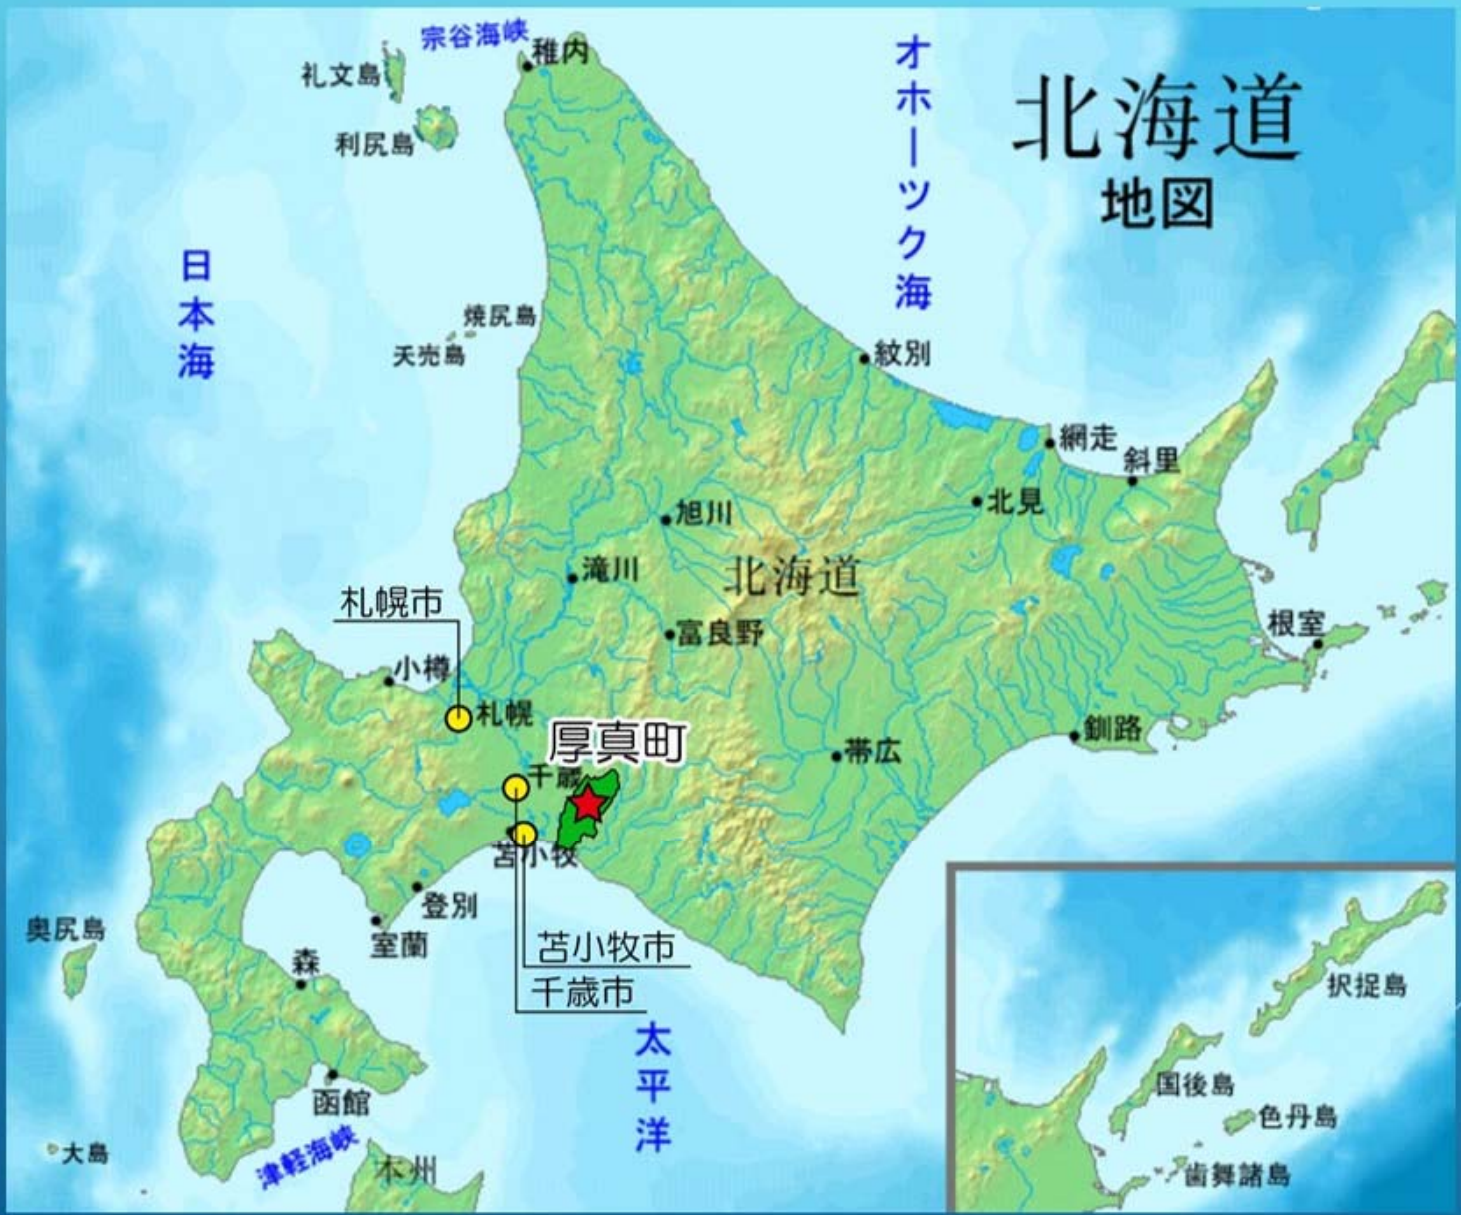 宗谷海峡
稚内
礼文島
利尻島
オホーツク海
北海道
地図
日本海
焼尻島
天売島
紋別
網走
斜里
北見
旭川
滝川
北海道
富良野
札幌市
小樽
札幌
根室
釧路
帯広
厚真町
千歳
苫小牧
登別
室蘭
苫小牧市
千歳市
奥尻島
森
函館
太平洋
大島
津軽海峡
本州
択捉島
国後島
色丹島
歯舞諸島